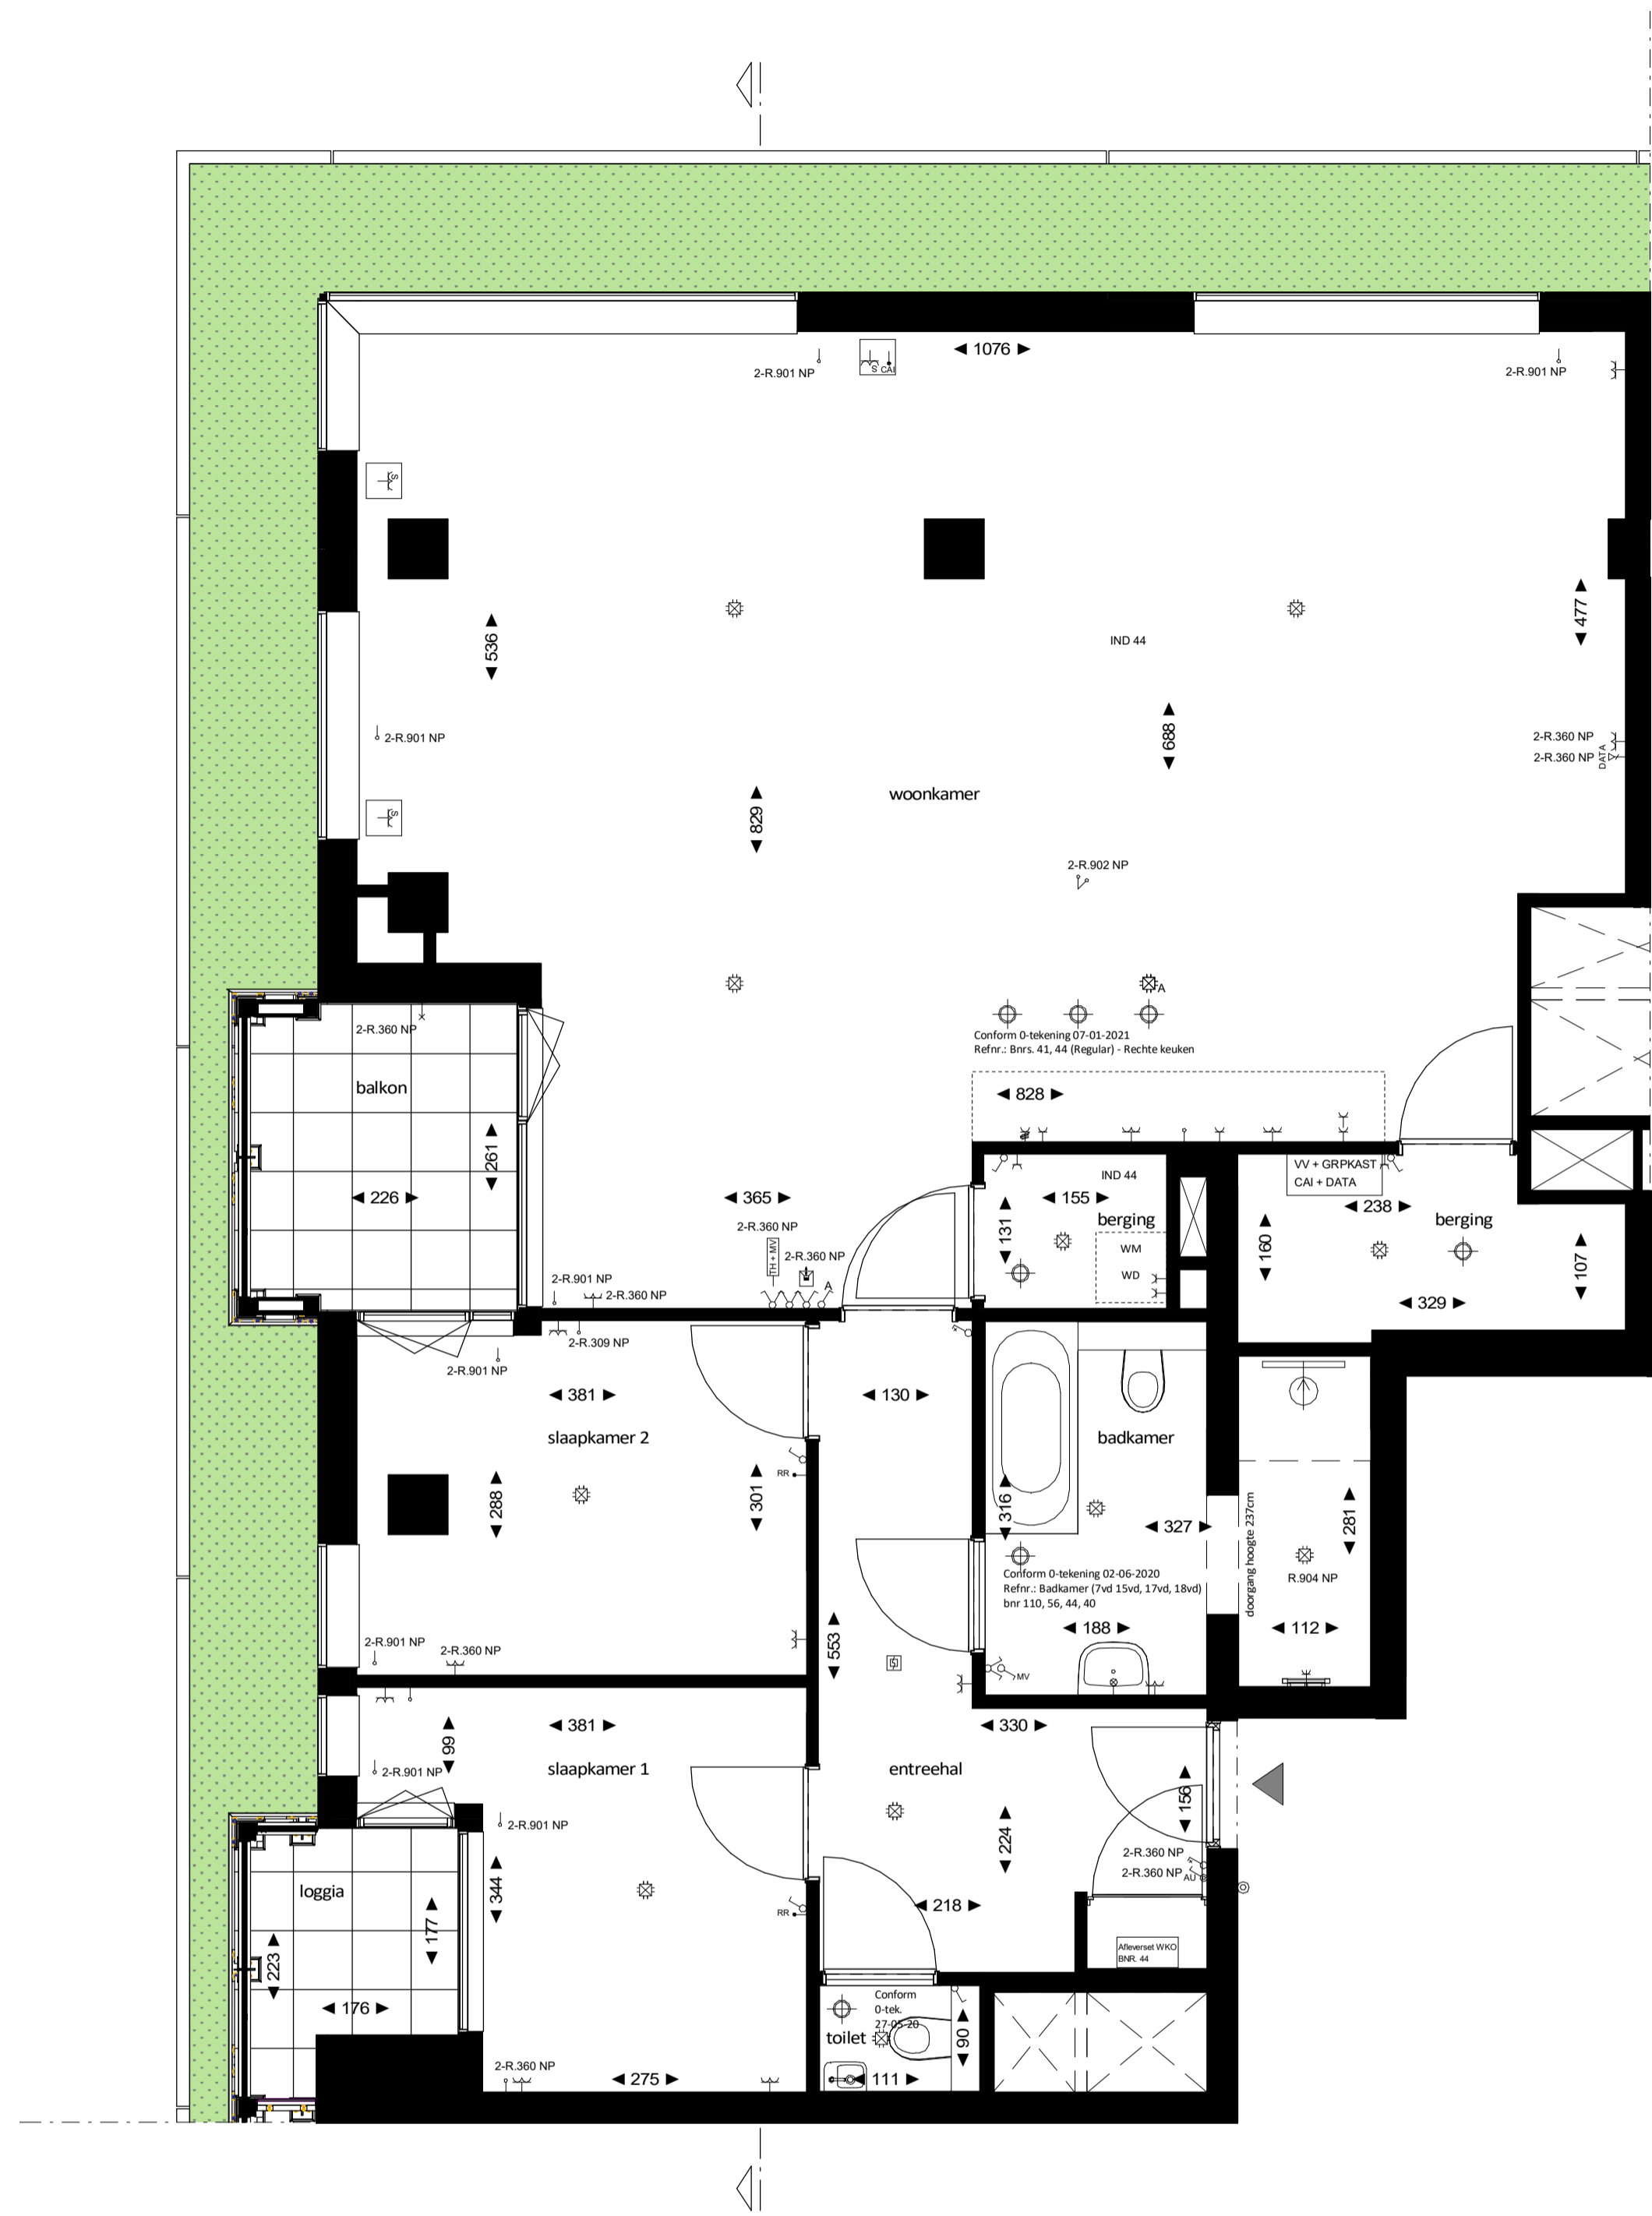 1076
2-R.901 NP
S CAI
2-R.901 NP
S
536
477
IND 44
2-R.901 NP
688
2-R.360 NP
2-R.360 NP
DATA
woonkamer
829
S
2-R.902 NP
A
2-R.360 NP
Conform 0-tekening 07-01-2021
Refnr.: Bnrs. 41, 44 (Regular) - Rechte keuken
balkon
828
261
226
365
IND 44
155
131
berging
WM
WD
VV + GRPKAST
CAI + DATA
238
berging
160
107
329
2-R.360 NP
TH + MV
2-R.360 NP
A
2-R.901 NP
2-R.360 NP
2-R.309 NP
2-R.901 NP
381
130
slaapkamer 2
badkamer
RR
288
301
316
327
281
doorgang hoogte 237cm
R.904 NP
Conform 0-tekening 02-06-2020
Refnr.: Badkamer (7vd 15vd, 17vd, 18vd)
bnr 110, 56, 44, 40
188
112
553
2-R.901 NP
2-R.360 NP
MV
381
330
99
slaapkamer 1
entreehal
2-R.901 NP
156
2-R.901 NP
224
2-R.360 NP
2-R.360 NP
AU
loggia
344
177
RR
218
223
Afleverset WKO
BNR. 44
176
Conform
0-tek.
27-05-20
toilet
90
2-R.360 NP
275
111